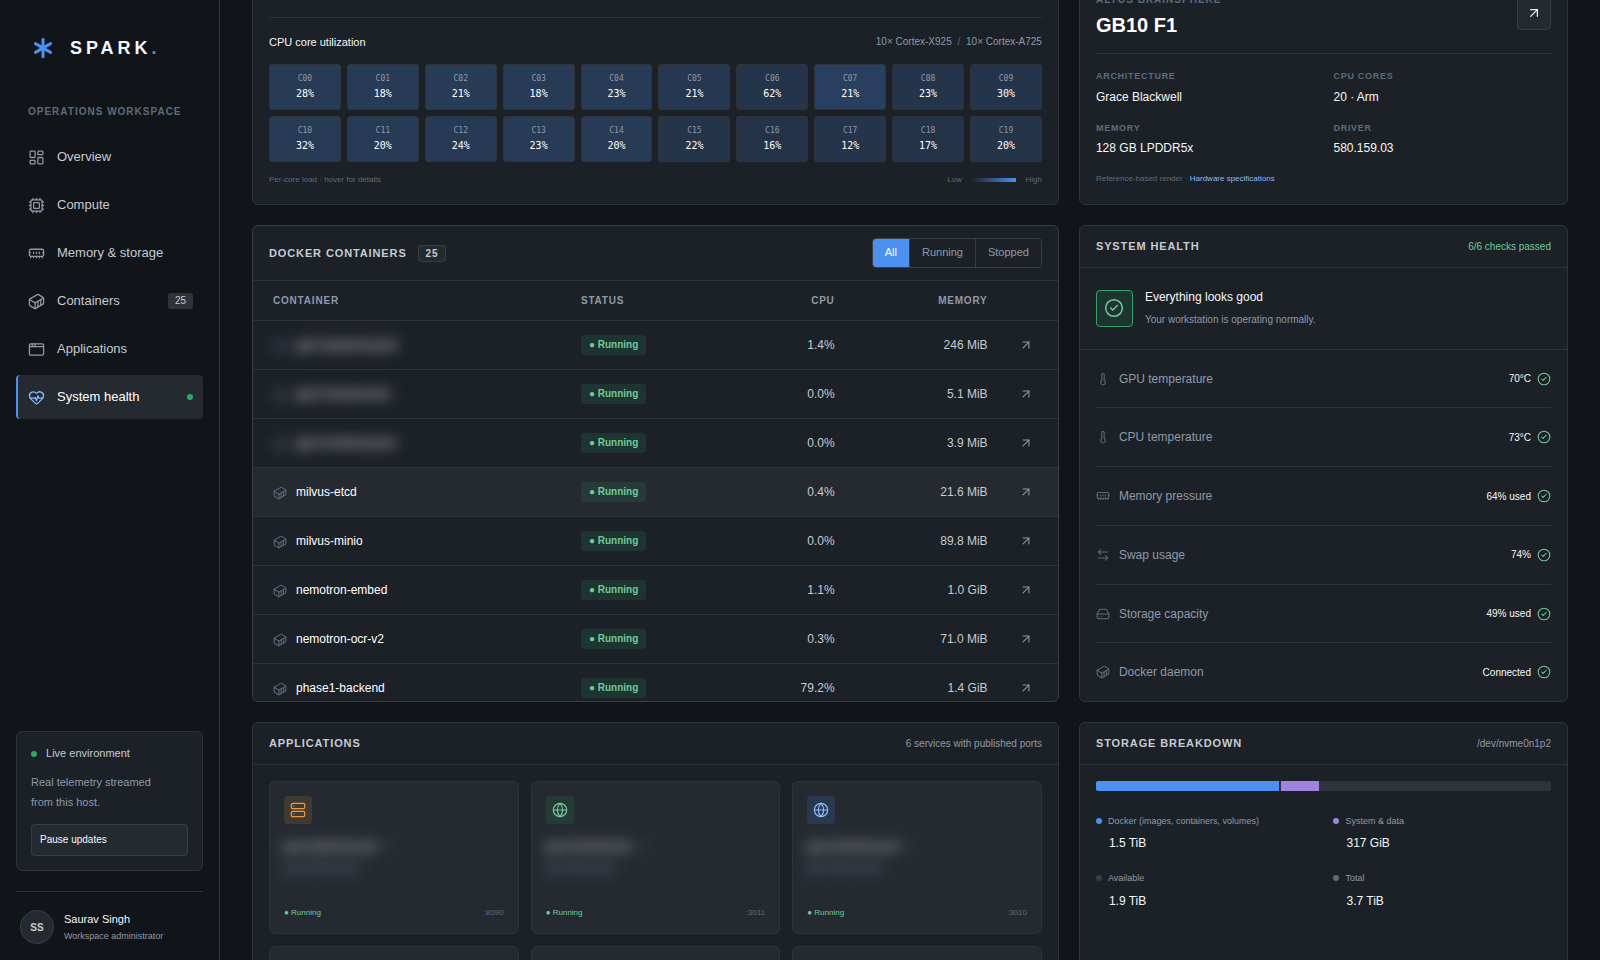 SPARK.
OPERATIONS WORKSPACE
Overview
Compute
Memory & storage
Containers 25
Applications
System health
Live environment
Real telemetry streamed
from this host.
Pause updates
SS
Saurav Singh
Workspace administrator
CPU core utilization 10× Cortex-X925 / 10× Cortex-A725
C00 C01 C02 C03 C04 C05 C06 C07 C08 C09
28% 18% 21% 18% 23% 21% 62% 21% 23% 30%
C10 C11 C12 C13 C14 C15 C16 C17 C18 C19
32% 20% 24% 23% 20% 22% 16% 12% 17% 20%
Per-core load · hover for details Low High
ALTOS BRAINSPHERE
GB10 F1
ARCHITECTURE CPU CORES
Grace Blackwell 20 · Arm
MEMORY DRIVER
128 GB LPDDR5x 580.159.03
Reference-based render · Hardware specifications
DOCKER CONTAINERS 25 All Running Stopped
CONTAINER STATUS CPU MEMORY
Running 1.4% 246 MiB
Running 0.0% 5.1 MiB
Running 0.0% 3.9 MiB
milvus-etcd Running 0.4% 21.6 MiB
milvus-minio Running 0.0% 89.8 MiB
nemotron-embed Running 1.1% 1.0 GiB
nemotron-ocr-v2 Running 0.3% 71.0 MiB
phase1-backend Running 79.2% 1.4 GiB
SYSTEM HEALTH 6/6 checks passed
Everything looks good
Your workstation is operating normally.
GPU temperature 70°C
CPU temperature 73°C
Memory pressure 64% used
Swap usage 74%
Storage capacity 49% used
Docker daemon Connected
APPLICATIONS 6 services with published ports
Running :8090
Running :3011
Running :3010
STORAGE BREAKDOWN /dev/nvme0n1p2
Docker (images, containers, volumes) System & data
1.5 TiB 317 GiB
Available Total
1.9 TiB 3.7 TiB